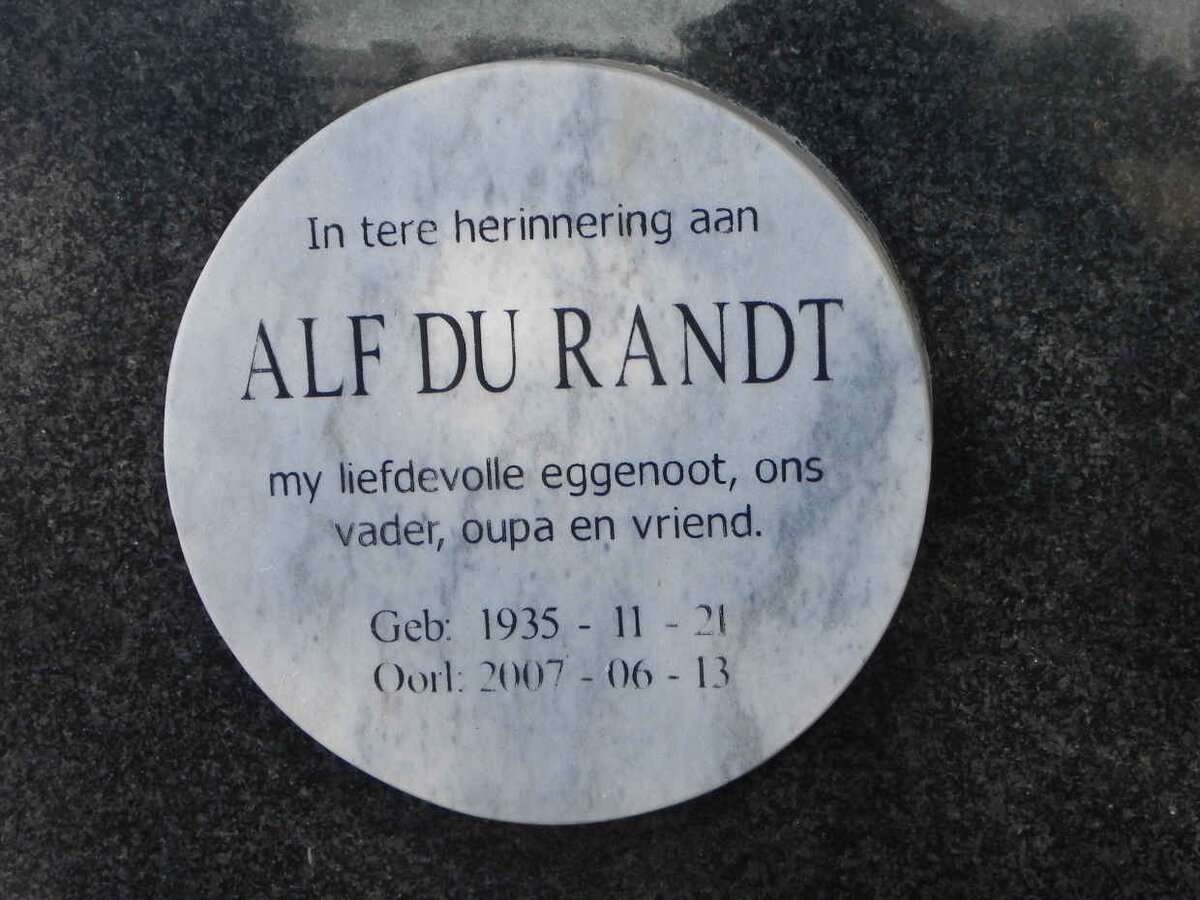 In tere herinnering aan
ALF DU RANDT
my liefdevolle eggenoot, ons
vader, oupa en vriend.
Geb: 1935 - 11 - 21
Oorl: 2007 - 06 - 13